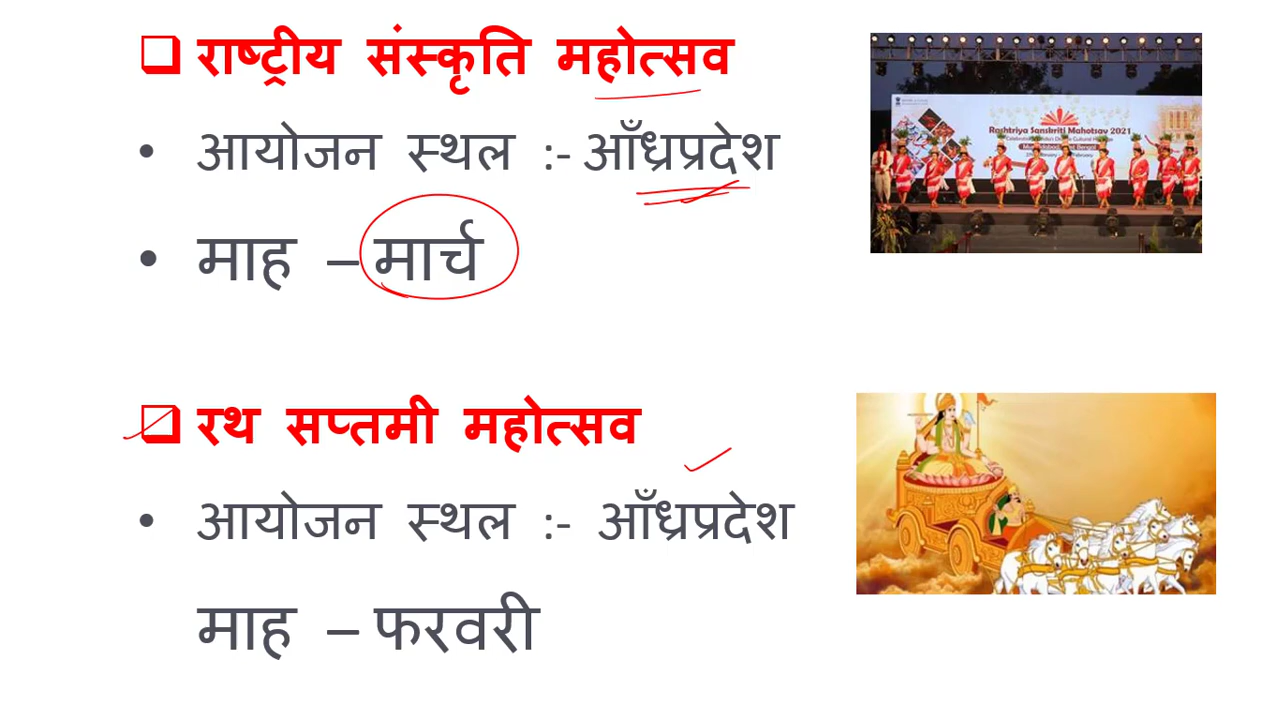 राष्ट्रीय संस्कृति महोत्सव
• आयोजन स्थल :- आँध्रप्रदेश
• माह – मार्च
Rashtriya Sanskriti Mahotsav 2021
रथ सप्तमी महोत्सव
• आयोजन स्थल :- आँध्रप्रदेश
माह – फरवरी